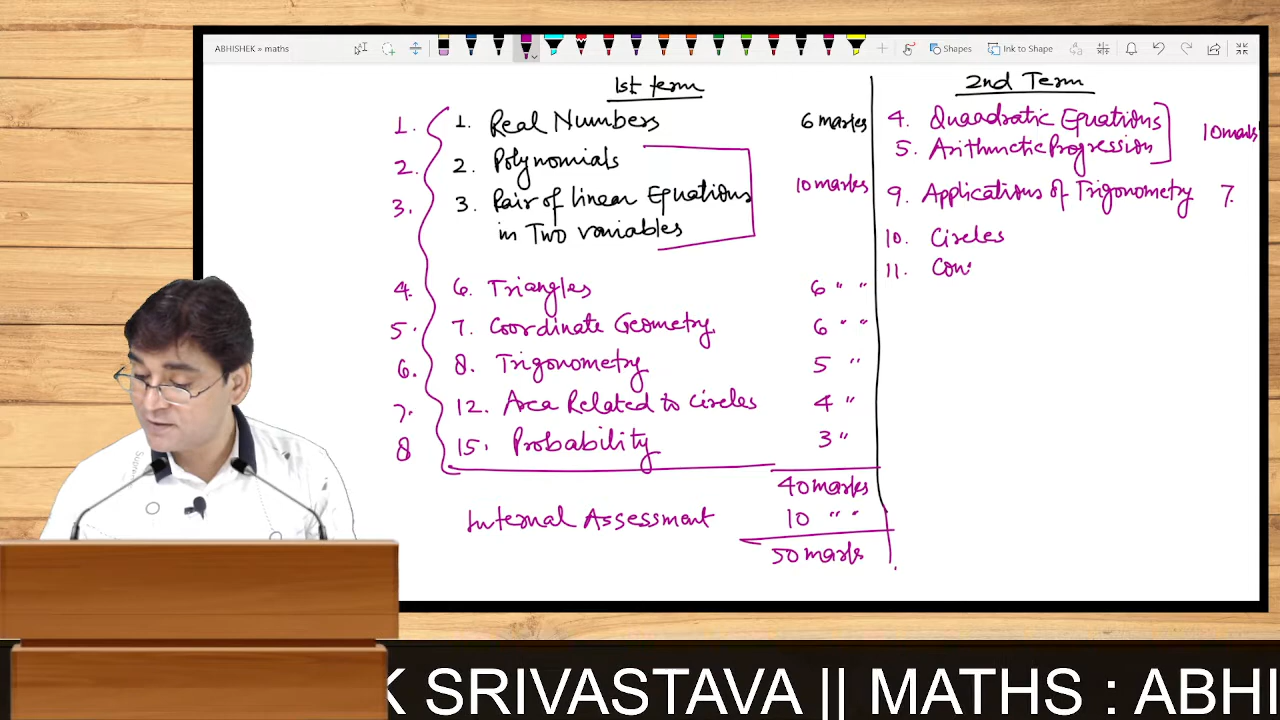 ABHISHEK » maths
Shapes
Ink to Shape
1st term
1. 1. Real Numbers 6 marks
2. 2. Polynomials
3. 3. Pair of linear Equations 10 marks
in Two variables
4. 6. Triangles 6 " "
5. 7. Coordinate Geometry 6 " "
6. 8. Trigonometry 5 "
7. 12. Area Related to Circles 4 "
8 15. Probability 3 "
40 marks
Internal Assessment 10 " "
50 marks
2nd Term
4. Quaadratic Equations
5. Arithmetic Progression 10 marks
9. Applications of Trigonometry 7.
10. Circles
11. Con
K SRIVASTAVA || MATHS : ABHI